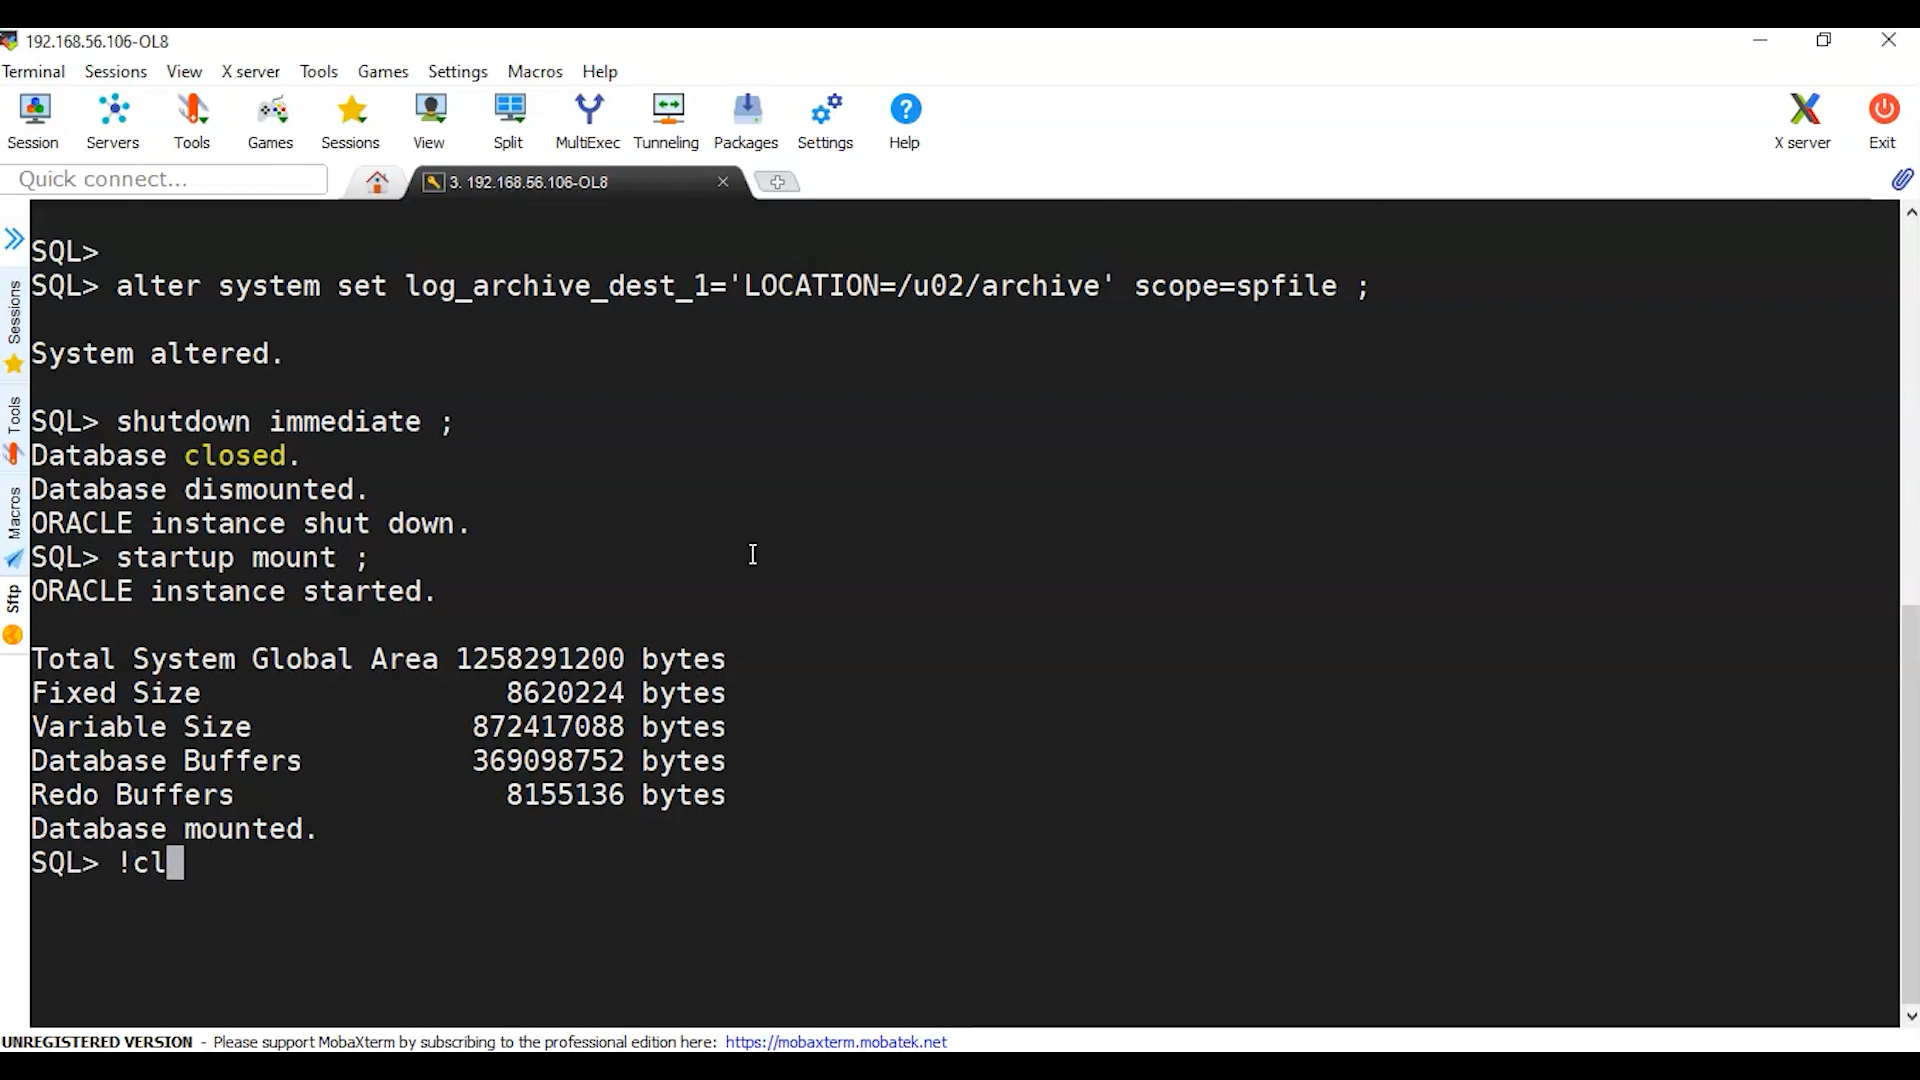 192.168.56.106-OL8
Terminal Sessions View X server Tools Games Settings Macros Help
Session Servers Tools Games Sessions View Split MultiExec Tunneling Packages Settings Help X server Exit
Quick connect...
3. 192.168.56.106-OL8
Sessions
Tools
Macros
Sftp
SQL>
SQL> alter system set log_archive_dest_1='LOCATION=/u02/archive' scope=spfile ;
System altered.
SQL> shutdown immediate ;
Database closed.
Database dismounted.
ORACLE instance shut down.
SQL> startup mount ;
ORACLE instance started.
Total System Global Area 1258291200 bytes
Fixed Size 8620224 bytes
Variable Size 872417088 bytes
Database Buffers 369098752 bytes
Redo Buffers 8155136 bytes
Database mounted.
SQL> !cl
UNREGISTERED VERSION - Please support MobaXterm by subscribing to the professional edition here: https://mobaxterm.mobatek.net